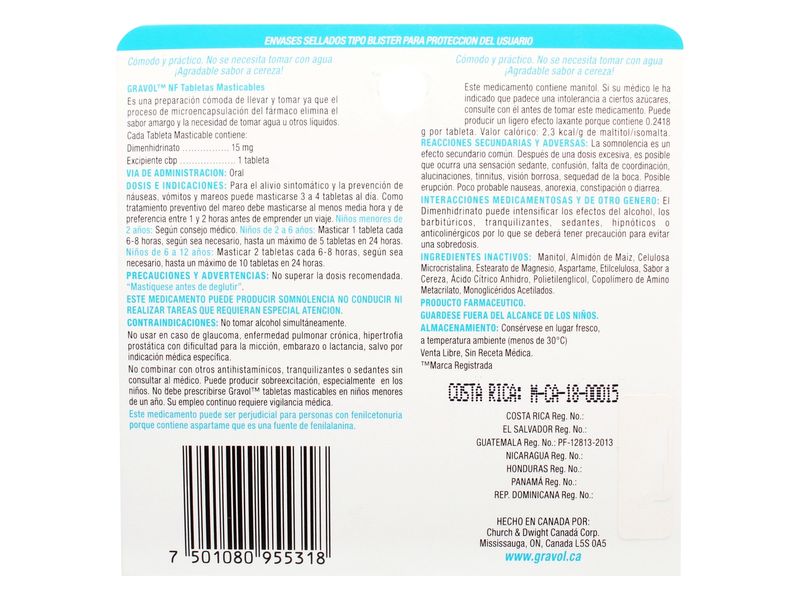 ENVASES SELLADOS TIPO BLISTER PARA PROTECCION DEL USUARIO
Cómodo y práctico. No se necesita tomar con agua
¡Agradable sabor a cereza!
GRAVOL™ NF Tabletas Masticables
Es una preparación cómoda de llevar y tomar ya que el
proceso de microencapsulación del fármaco elimina el
sabor amargo y la necesidad de tomar agua u otros líquidos.
Cada Tableta Masticable contiene:
Dimenhidrinato ................ 15 mg
Excipiente cbp .................. 1 tableta
VIA DE ADMINISTRACION: Oral
DOSIS E INDICACIONES: Para el alivio sintomático y la prevención de
náuseas, vómitos y mareos puede masticarse 3 a 4 tabletas al día. Como
tratamiento preventivo del mareo debe masticarse al menos media hora y de
preferencia entre 1 y 2 horas antes de emprender un viaje. Niños menores de
2 años: Según consejo médico. Niños de 2 a 6 años: Masticar 1 tableta cada
6-8 horas, según sea necesario, hasta un máximo de 5 tabletas en 24 horas.
Niños de 6 a 12 años: Masticar 2 tabletas cada 6-8 horas, según sea
necesario, hasta un máximo de 10 tabletas en 24 horas.
PRECAUCIONES Y ADVERTENCIAS: No superar la dosis recomendada.
“Mastíquese antes de deglutir”.
ESTE MEDICAMENTO PUEDE PRODUCIR SOMNOLENCIA NO CONDUCIR NI
REALIZAR TAREAS QUE REQUIERAN ESPECIAL ATENCION.
CONTRAINDICACIONES: No tomar alcohol simultáneamente.
No usar en caso de glaucoma, enfermedad pulmonar crónica, hipertrofia
prostática con dificultad para la micción, embarazo o lactancia, salvo por
indicación médica específica.
No combinar con otros antihistamínicos, tranquilizantes o sedantes sin
consultar al médico. Puede producir sobreexcitación, especialmente en los
niños. No debe prescribirse Gravol™ tabletas masticables en niños menores
de un año. Su empleo continuo requiere vigilancia médica.
Este medicamento puede ser perjudicial para personas con fenilcetonuria
porque contiene aspartame que es una fuente de fenilalanina.
7 501080 955318
Cómodo y práctico. No se necesita tomar con agua
¡Agradable sabor a cereza!
Este medicamento contiene manitol. Si su médico le ha
indicado que padece una intolerancia a ciertos azúcares,
consulte con él antes de tomar este medicamento. Puede
producir un ligero efecto laxante porque contiene 0.2418
g por tableta. Valor calórico: 2.3 kcal/g de maltitol/isomalta.
REACCIONES SECUNDARIAS Y ADVERSAS: La somnolencia es un
efecto secundario común. Después de una dosis excesiva, es posible
que ocurra una sensación sedante, confusión, falta de coordinación,
alucinaciones, tinnitus, visión borrosa, sequedad de la boca. Posible
erupción. Poco probable nauseas, anorexia, constipación o diarrea.
INTERACCIONES MEDICAMENTOSAS Y DE OTRO GENERO: El
Dimenhidrinato puede intensificar los efectos del alcohol, los
barbitúricos, tranquilizantes, sedantes, hipnóticos o
anticolinérgicos por lo que se deberá tener precaución para evitar
una sobredosis.
INGREDIENTES INACTIVOS: Manitol, Almidón de Maiz, Celulosa
Microcristalina, Estearato de Magnesio, Aspartame, Etilcelulosa, Sabor a
Cereza, Ácido Cítrico Anhidro, Polietilenglicol, Copolímero de Amino
Metacrilato, Monoglicéridos Acetilados.
PRODUCTO FARMACEUTICO.
GUARDESE FUERA DEL ALCANCE DE LOS NIÑOS.
ALMACENAMIENTO: Consérvese en lugar fresco,
a temperatura ambiente (menos de 30°C)
Venta Libre, Sin Receta Médica.
™Marca Registrada
COSTA RICA: M-CA-18-00015
COSTA RICA Reg. No.:
EL SALVADOR Reg. No.:
GUATEMALA Reg. No.: PF-12813-2013
NICARAGUA Reg. No.:
HONDURAS Reg. No.:
PANAMÁ Reg. No.:
REP. DOMINICANA Reg. No.:
HECHO EN CANADA POR:
Church & Dwight Canadá Corp.
Mississauga, ON, Canada L5S 0A5
www.gravol.ca